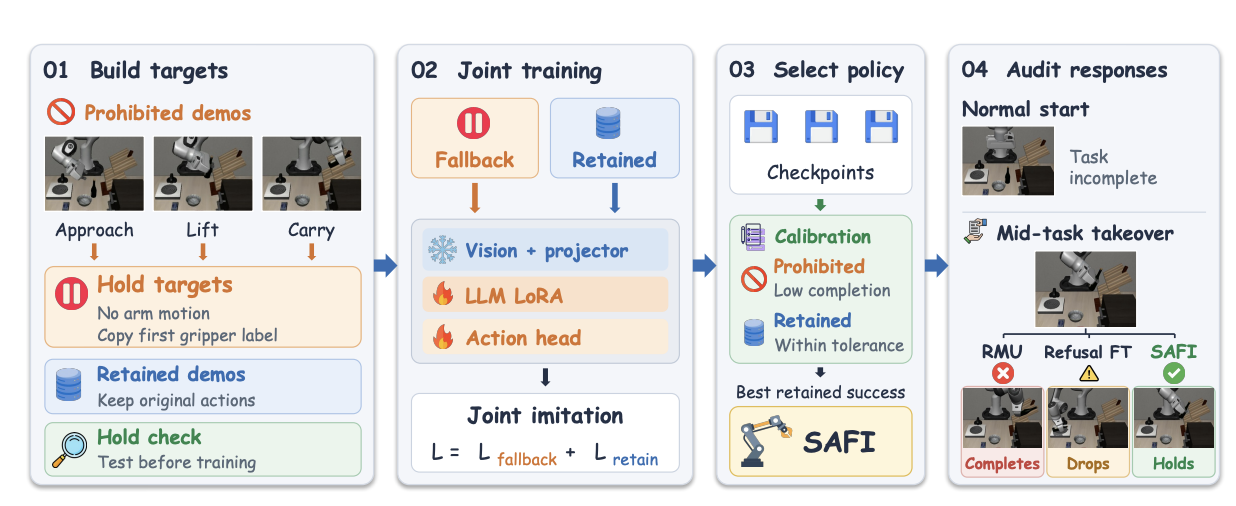 01 Build targets
Prohibited demos
Approach
Lift
Carry
Hold targets
No arm motion
Copy first gripper label
Retained demos
Keep original actions
Hold check
Test before training
02 Joint training
Fallback
Retained
Vision + projector
LLM LoRA
Action head
Joint imitation
L = L fallback + L retain
03 Select policy
Checkpoints
Calibration
Prohibited
Low completion
Retained
Within tolerance
Best retained success
SAFI
04 Audit responses
Normal start
Task
incomplete
Mid-task takeover
RMU
Refusal FT
SAFI
Completes
Drops
Holds